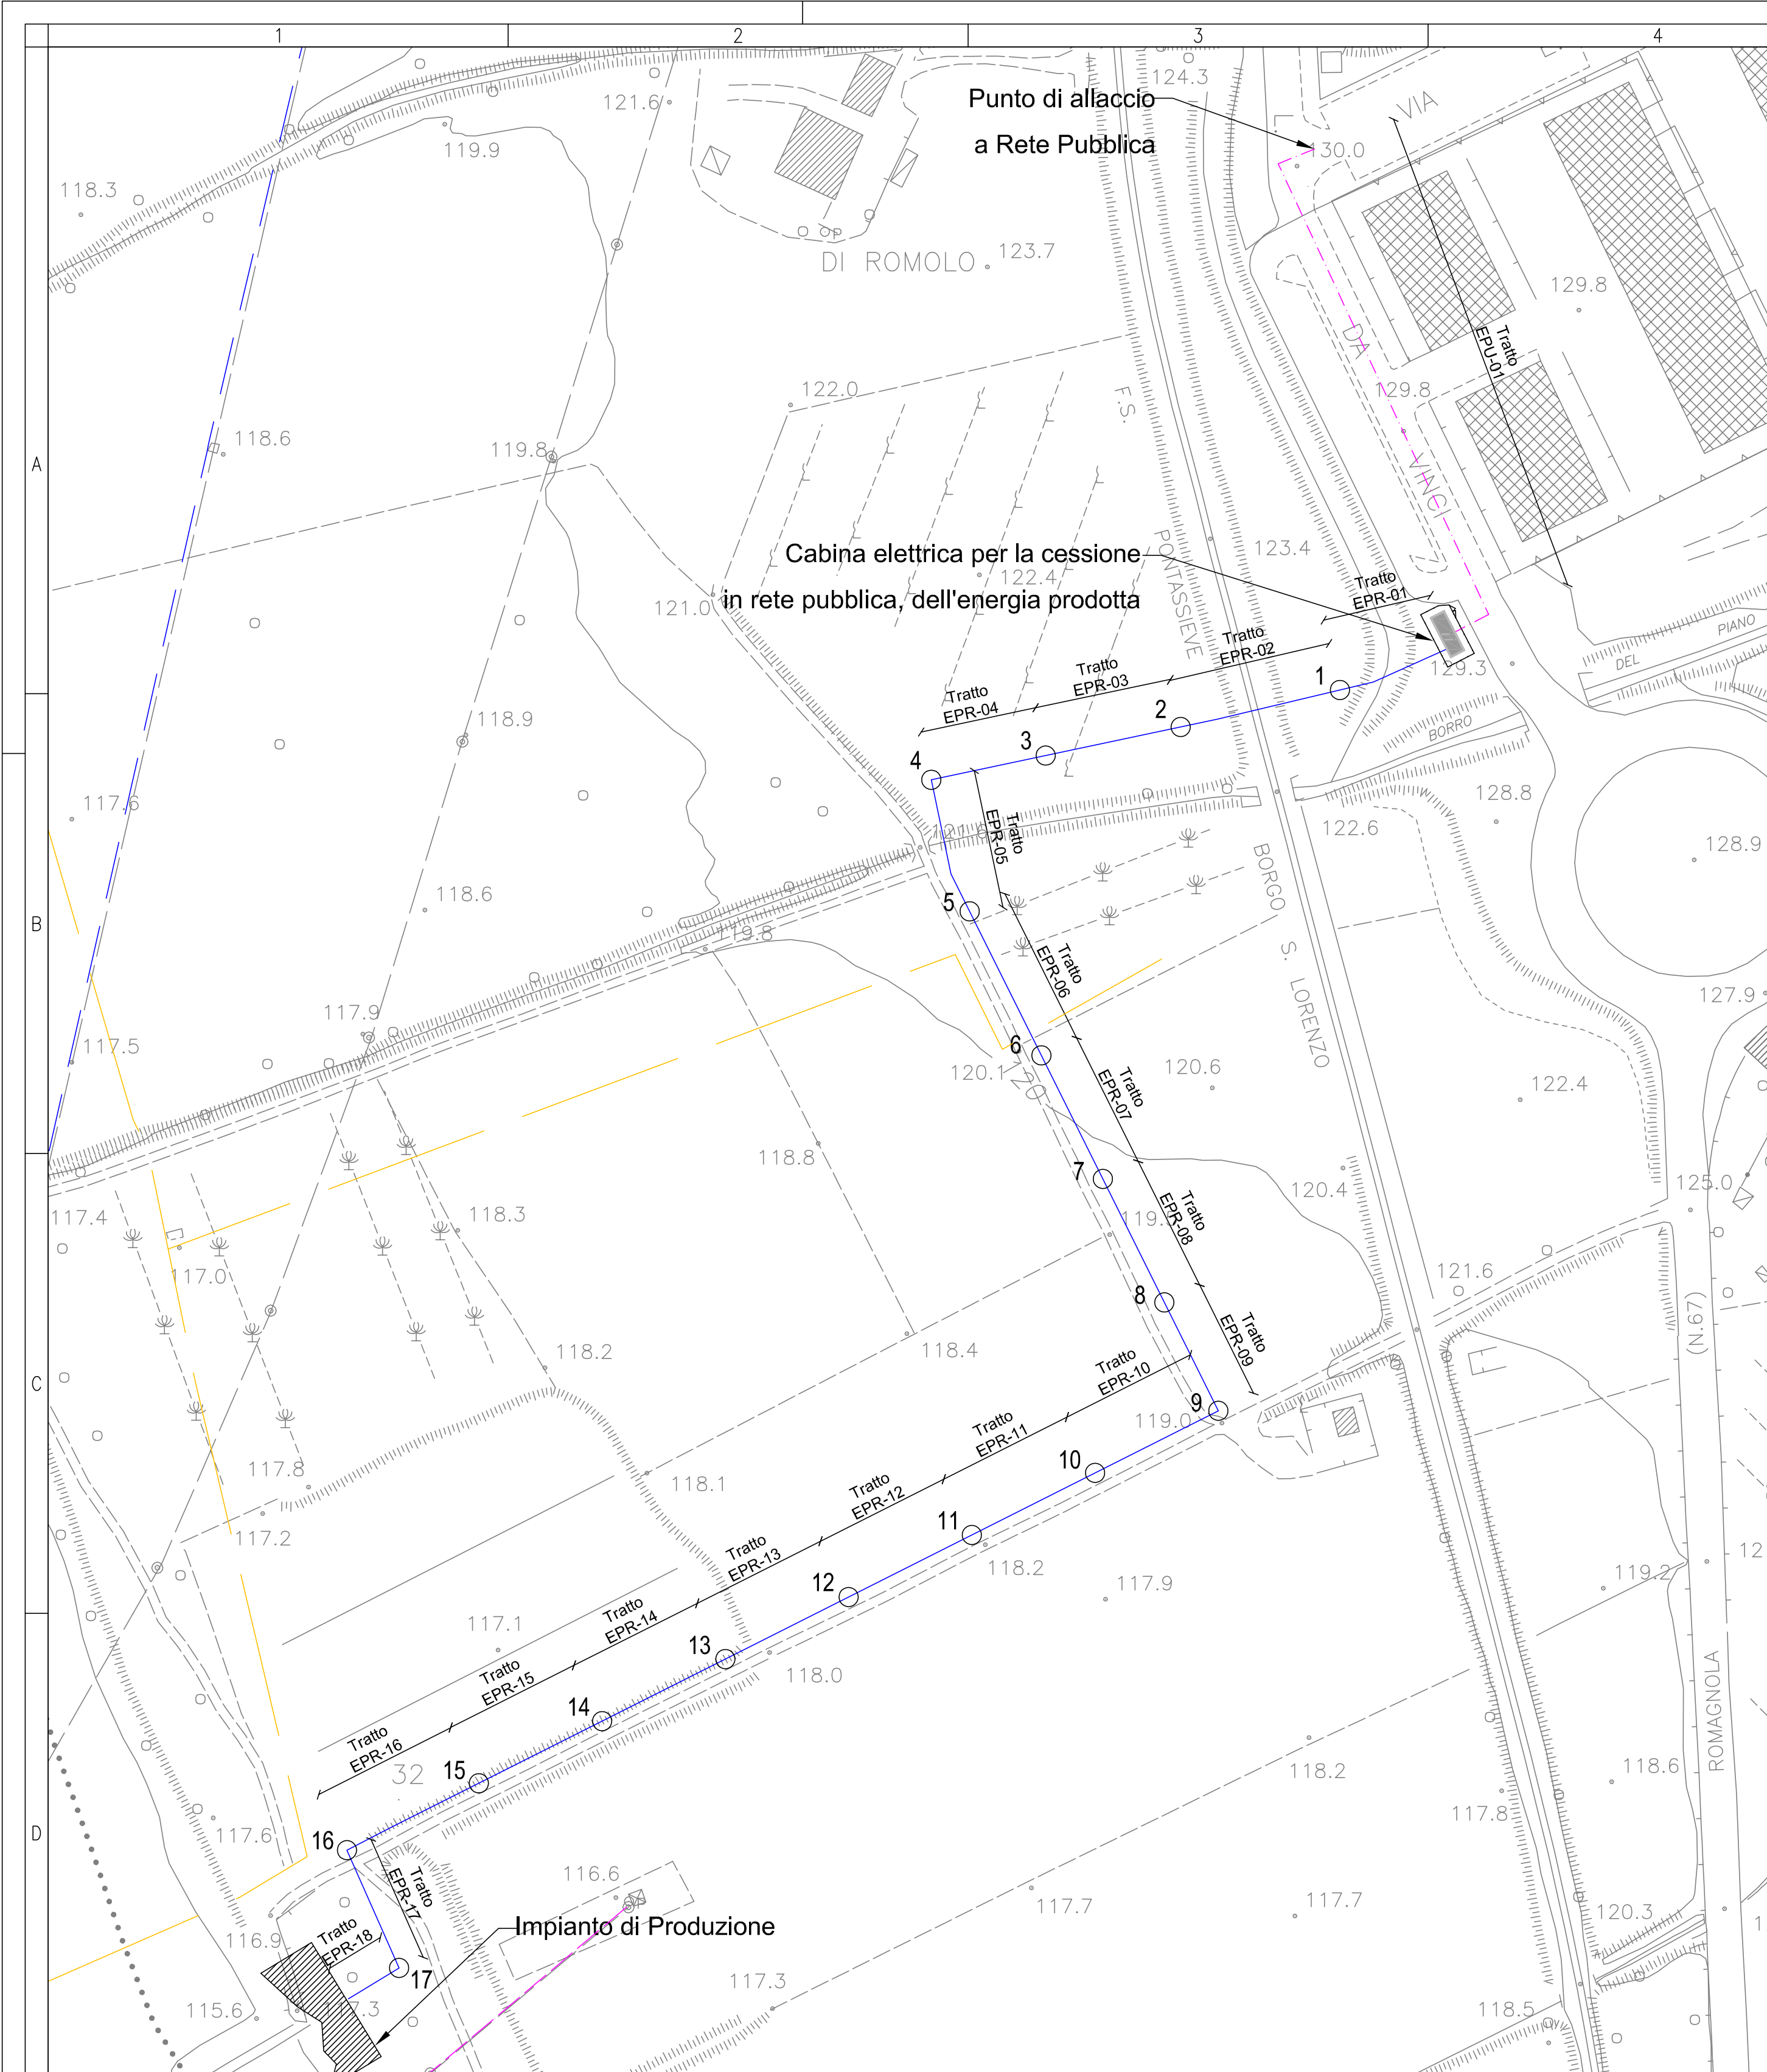 1
2
3
4
124.3
Punto di allaccio
a Rete Pubblica
VIA
121.6
119.9
130.0
118.3
DI ROMOLO
123.7
129.8
DA
Tratto
EPU-01
122.0
129.8
F.S.
118.6
119.8
A
VINCI
Cabina elettrica per la cessione
in rete pubblica, dell'energia prodotta
123.4
PONTASSIEVE
122.4
121.0
Tratto
EPR-01
Tratto
EPR-02
Tratto
EPR-03
Tratto
EPR-04
PIANO
DEL
129.3
1
2
3
4
BORRO
118.9
117.6
128.8
122.6
128.9
Tratto
EPR-05
BORGO
S. LORENZO
118.6
5
B
119.8
Tratto
EPR-06
127.9
117.9
117.5
6
120.1
120
120.6
122.4
Tratto
EPR-07
118.8
7
120.4
125.0
117.4
118.3
Tratto
EPR-08
117.0
121.6
8
(N.67)
118.4
118.2
Tratto
EPR-09
Tratto
EPR-10
C
9
119.0
Tratto
EPR-11
117.8
118.1
10
Tratto
EPR-12
117.2
11
118.2
12
Tratto
EPR-13
117.9
119.2
12
Tratto
EPR-14
117.1
13
118.0
Tratto
EPR-15
ROMAGNOLA
14
Tratto
EPR-16
32
15
118.2
118.6
117.8
D
16
117.6
Tratto
EPR-17
116.6
117.7
117.7
120.3
1
Impianto di Produzione
Tratto
EPR-18
116.9
17
117.3
115.6
117.3
118.5